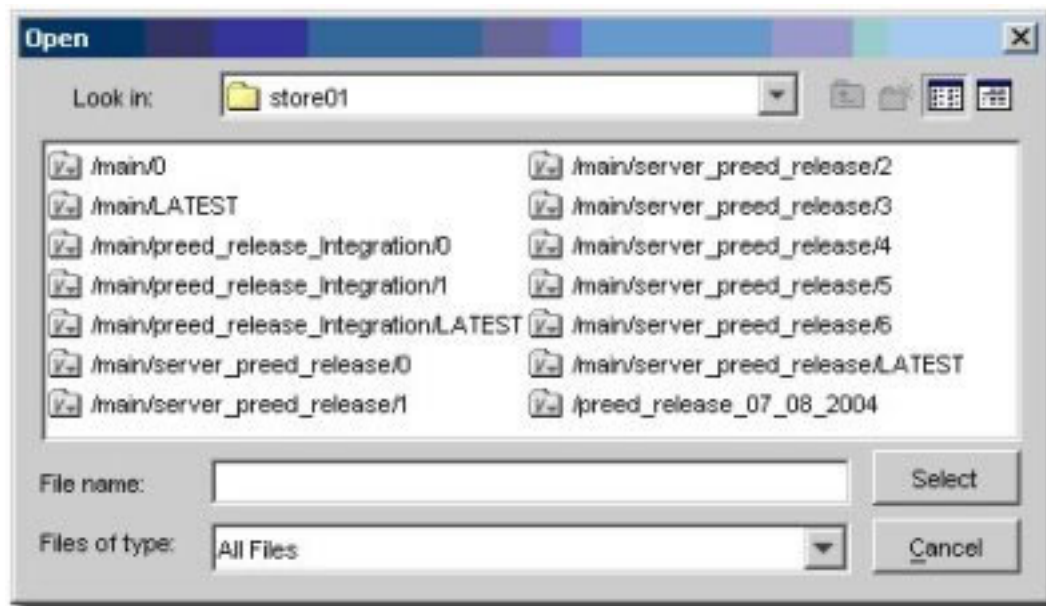 Open
Look in: store01
/main/0
/main/LATEST
/main/preed_release_Integration/0
/main/preed_release_Integration/1
/main/preed_release_Integration/LATEST
/main/server_preed_release/0
/main/server_preed_release/1
/main/server_preed_release/2
/main/server_preed_release/3
/main/server_preed_release/4
/main/server_preed_release/5
/main/server_preed_release/6
/main/server_preed_release/LATEST
/preed_release_07_08_2004
File name:
Select
Files of type: All Files
Cancel